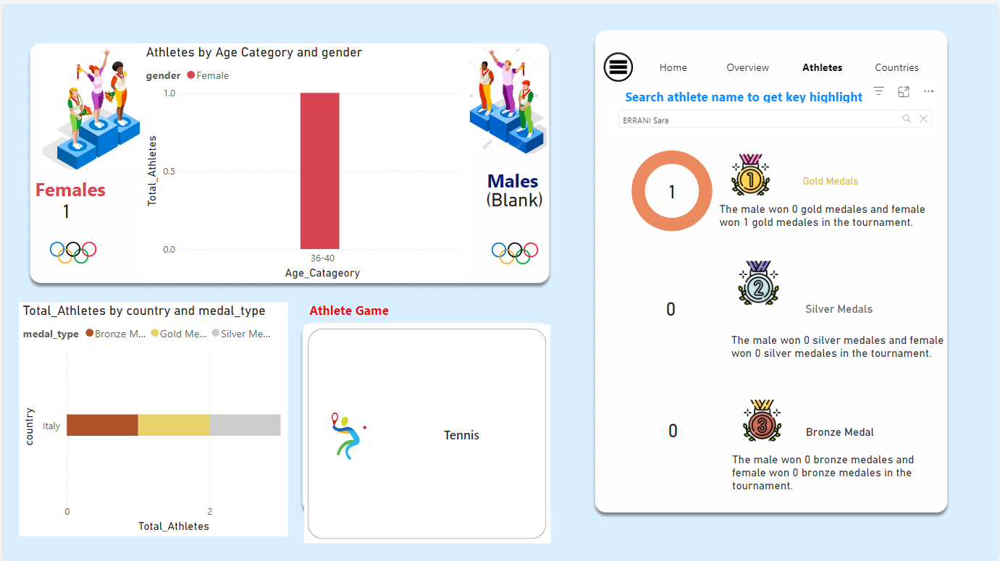 Athletes by Age Category and gender
gender Female
1.0
0.5
0.0
Total_Athletes
36-40
Age_Catageory
Females
1
Males
(Blank)
Total_Athletes by country and medal_type
medal_type Bronze M... Gold Me... Silver Me...
country
Italy
0 2
Total_Athletes
Athlete Game
Tennis
Home Overview Athletes Countries
Search athlete name to get key highlight
ERRANI Sara
1
1
Gold Medals
The male won 0 gold medales and female
won 1 gold medales in the tournament.
0
2
Silver Medals
The male won 0 silver medales and female
won 0 silver medales in the tournament.
0
3
Bronze Medal
The male won 0 bronze medales and
female won 0 bronze medales in the
tournament.